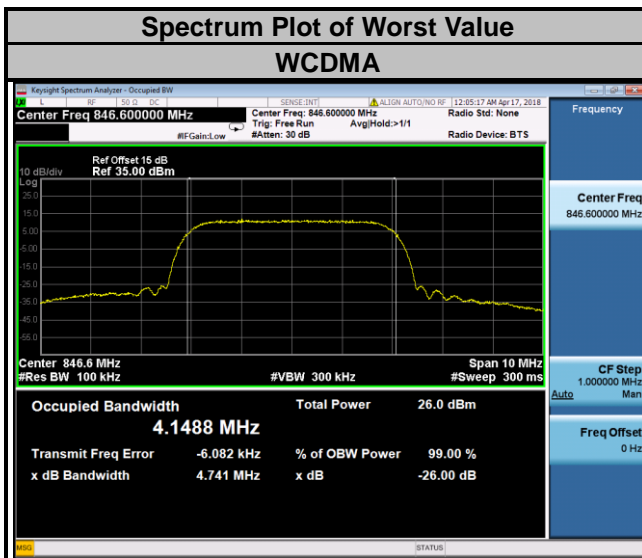 Spectrum Plot of Worst Value
WCDMA
Keysight Spectrum Analyzer - Occupied BW
L RF 50 Ω DC SENSE:INT ALIGN AUTO/NO RF 12:05:17 AM Apr 17, 2018
Center Freq 846.600000 MHz
Center Freq: 846.600000 MHz
Radio Std: None
Trig: Free Run Avg|Hold:>1/1
#IFGain:Low
#Atten: 30 dB
Radio Device: BTS
Frequency
Ref Offset 15 dB
10 dB/div Ref 35.00 dBm
Log
25.0
15.0
5.00
-5.00
-15.0
-25.0
-35.0
-45.0
-55.0
Center 846.6 MHz Span 10 MHz
#Res BW 100 kHz #VBW 300 kHz #Sweep 300 ms
Occupied Bandwidth Total Power 26.0 dBm
4.1488 MHz
Transmit Freq Error -6.082 kHz % of OBW Power 99.00 %
x dB Bandwidth 4.741 MHz x dB -26.00 dB
Center Freq
846.600000 MHz
CF Step
1.000000 MHz
Auto Man
Freq Offset
0 Hz
MSG STATUS